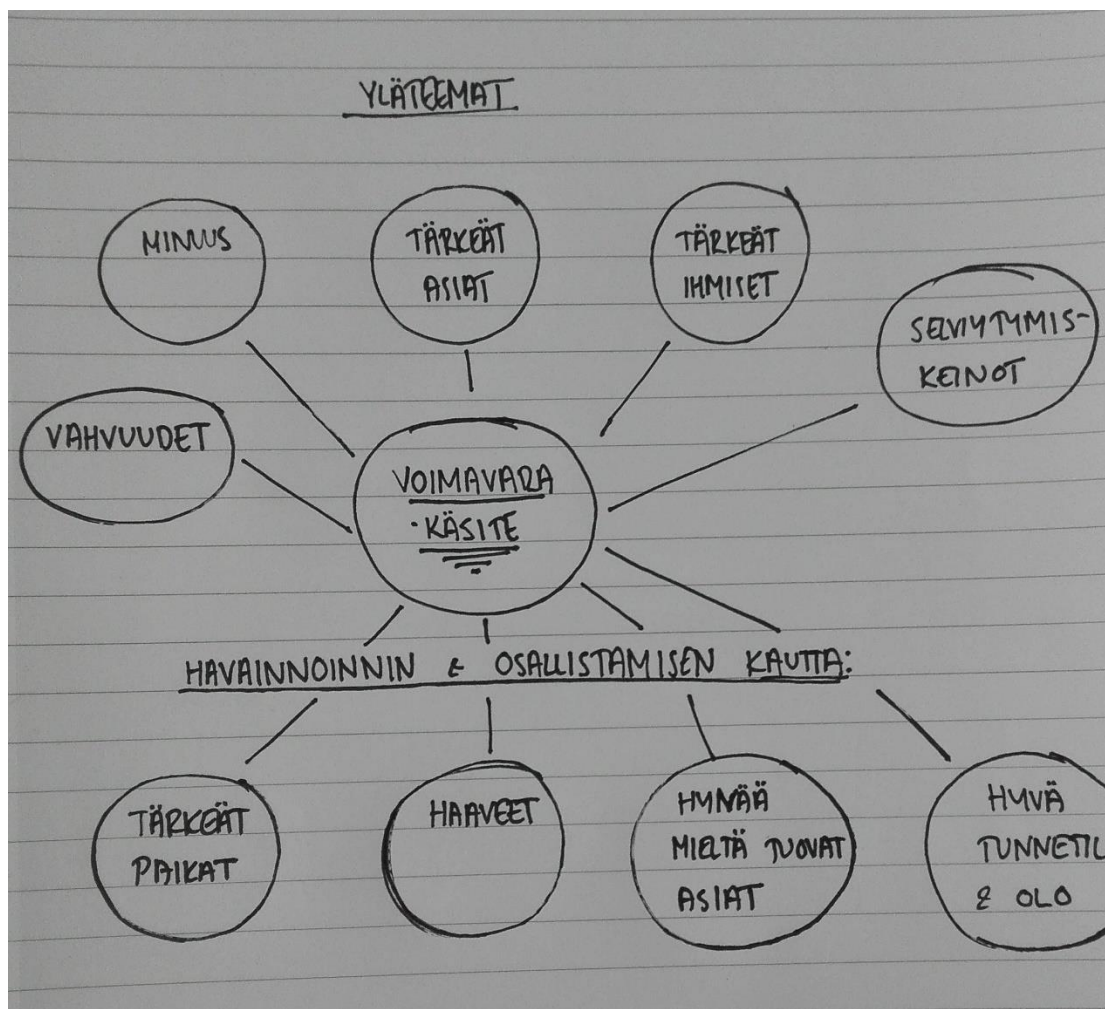 YLÄTEEMAT
MINUUS
TÄRKEÄT
ASIAT
TÄRKEÄT
IHMISET
SELVIYTYMIS-
KEINOT
VAHVUUDET
VOIMAVARA
·KÄSITE
HAVAINNOINNIN & OSALLISTAMISEN KAUTTA:
TÄRKEÄT
PAIKAT
HAAVEET
HYVÄÄ
MIELTÄ TUOVAT
ASIAT
HYVÄ
TUNNETIL
& OLO